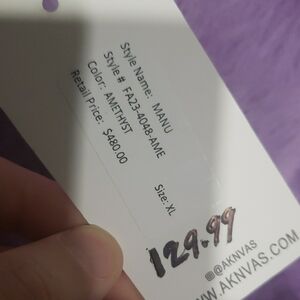 Style Name: MANU
Style # FA23-4048-AME
Color: AMETHYST Size: XL
Retail Price: $480.00
129.99
@AKNVAS
WWW.AKNVAS.COM